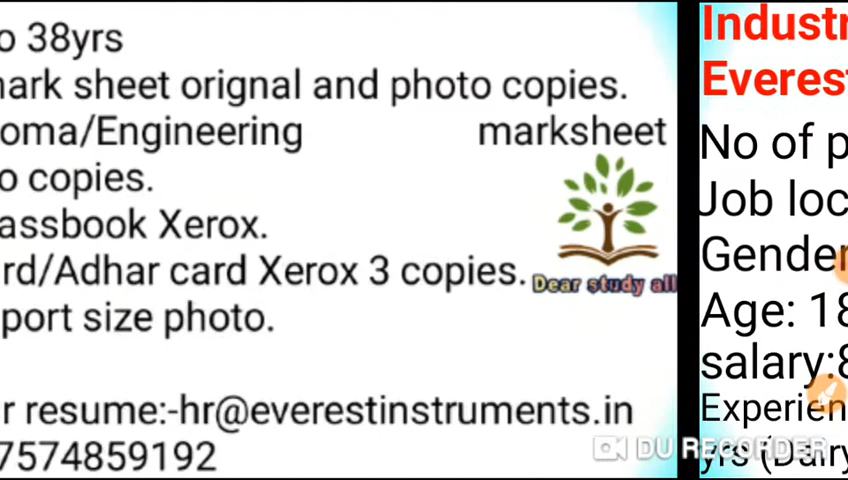 o 38yrs
mark sheet orignal and photo copies.
oma/Engineering marksheet
o copies.
assbook Xerox.
rd/Adhar card Xerox 3 copies.
port size photo.
r resume:-hr@everestinstruments.in
7574859192
Dear study all
Industr
Everest
No of p
Job loc
Gender
Age: 18
salary:8
Experien
yrs (Dairy
DU RECORDER